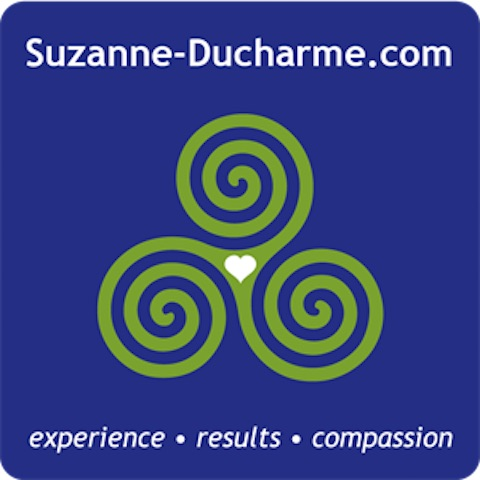 Suzanne-Ducharme.com
experience • results • compassion